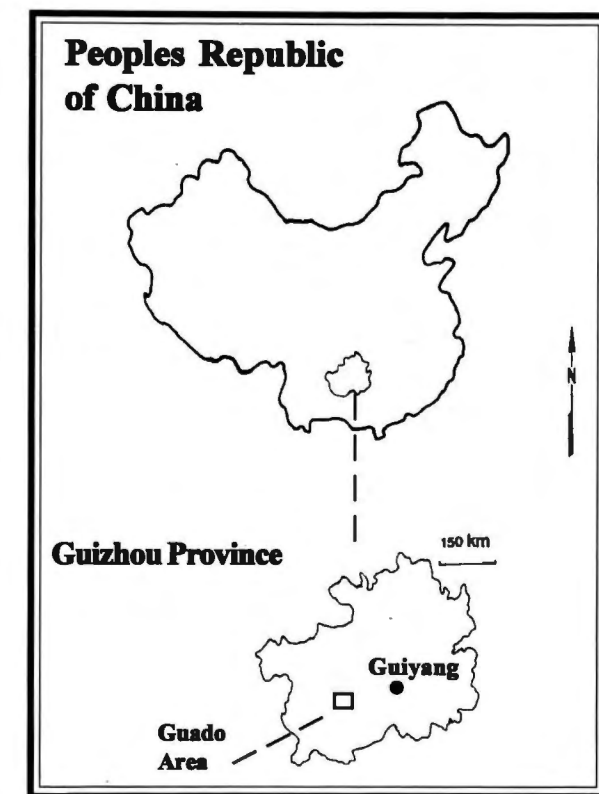 Peoples Republic
of China
N
Guizhou Province
150 km
Guiyang
Guado
Area